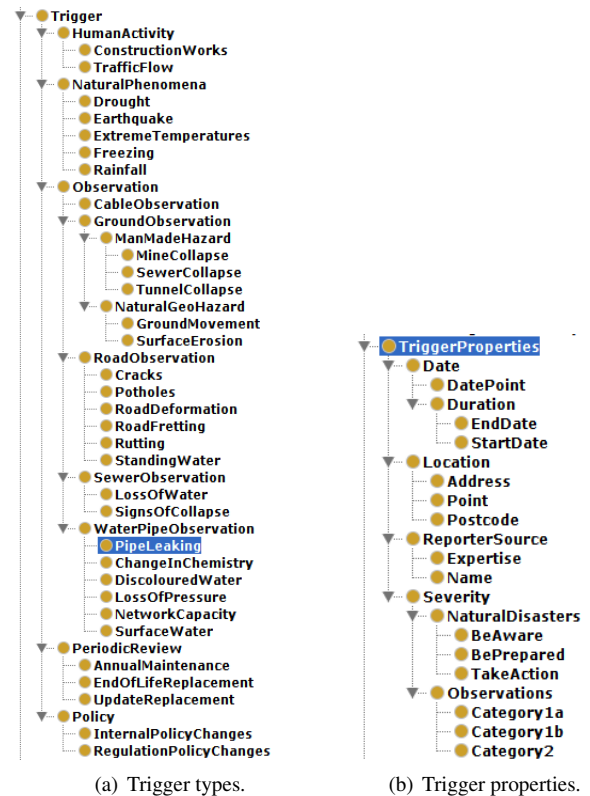 Trigger
HumanActivity
ConstructionWorks
TrafficFlow
NaturalPhenomena
Drought
Earthquake
ExtremeTemperatures
Freezing
Rainfall
Observation
CableObservation
GroundObservation
ManMadeHazard
MineCollapse
SewerCollapse
TunnelCollapse
NaturalGeoHazard
GroundMovement
SurfaceErosion
RoadObservation
Cracks
Potholes
RoadDeformation
RoadFretting
Rutting
StandingWater
SewerObservation
LossOfWater
SignsOfCollapse
WaterPipeObservation
PipeLeaking
ChangeInChemistry
DiscolouredWater
LossOfPressure
NetworkCapacity
SurfaceWater
PeriodicReview
AnnualMaintenance
EndOfLifeReplacement
UpdateReplacement
Policy
InternalPolicyChanges
RegulationPolicyChanges
(a) Trigger types.
TriggerProperties
Date
DatePoint
Duration
EndDate
StartDate
Location
Address
Point
Postcode
ReporterSource
Expertise
Name
Severity
NaturalDisasters
BeAware
BePrepared
TakeAction
Observations
Category1a
Category1b
Category2
(b) Trigger properties.